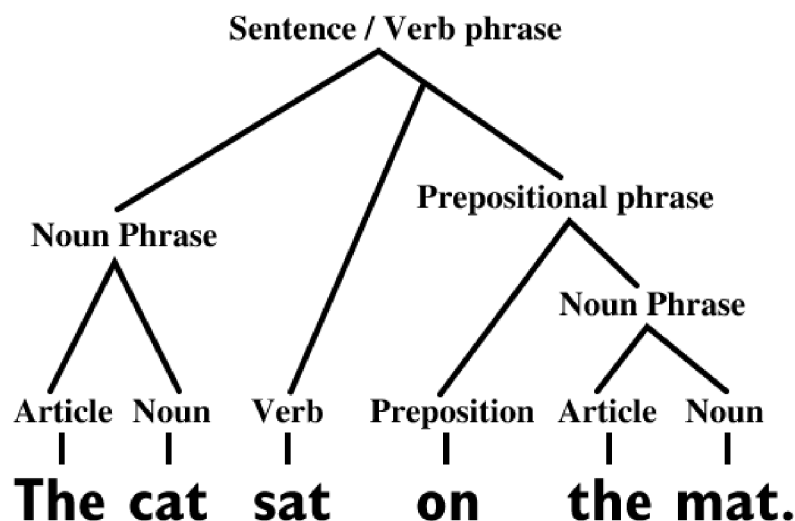 Sentence / Verb phrase
Prepositional phrase
Noun Phrase
Noun Phrase
Article Noun Verb Preposition Article Noun
The cat sat on the mat.